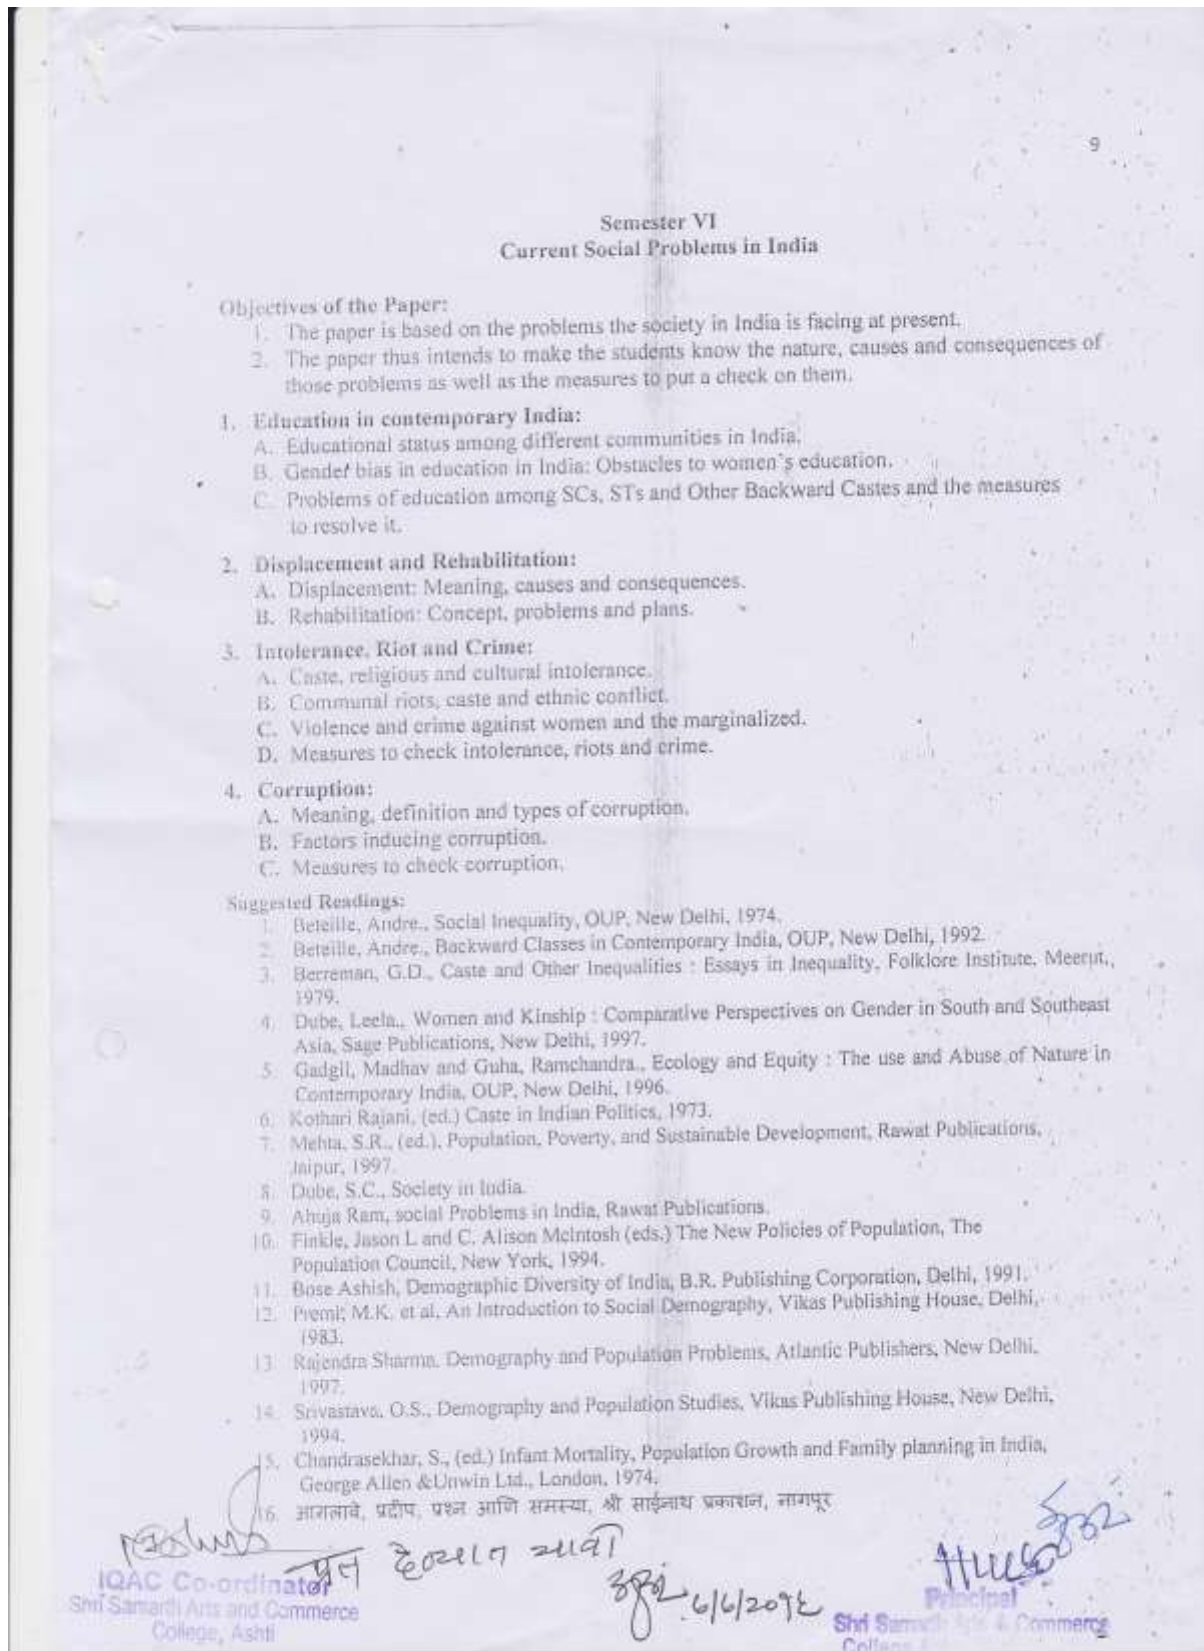 9
Semester VI
Current Social Problems in India
Objectives of the Paper:
1. The paper is based on the problems the society in India is facing at present.
2. The paper thus intends to make the students know the nature, causes and consequences of
those problems as well as the measures to put a check on them.
1. Education in contemporary India:
A. Educational status among different communities in India.
B. Gender bias in education in India: Obstacles to women's education.
C. Problems of education among SCs, STs and Other Backward Castes and the measures
to resolve it.
2. Displacement and Rehabilitation:
A. Displacement: Meaning, causes and consequences.
B. Rehabilitation: Concept, problems and plans.
3. Intolerance, Riot and Crime:
A. Caste, religious and cultural intolerance.
B. Communal riots, caste and ethnic conflict.
C. Violence and crime against women and the marginalized.
D. Measures to check intolerance, riots and crime.
4. Corruption:
A. Meaning, definition and types of corruption.
B. Factors inducing corruption.
C. Measures to check corruption.
Suggested Readings:
1. Beteille, Andre., Social Inequality, OUP, New Delhi, 1974.
2. Beteille, Andre., Backward Classes in Contemporary India, OUP, New Delhi, 1992.
3. Berreman, G.D., Caste and Other Inequalities : Essays in Inequality, Folklore Institute, Meerut,,
1979.
4. Dube, Leela., Women and Kinship : Comparative Perspectives on Gender in South and Southeast
Asia, Sage Publications, New Delhi, 1997.
5. Gadgil, Madhav and Guha, Ramchandra., Ecology and Equity : The use and Abuse of Nature in
Contemporary India, OUP, New Delhi, 1996.
6. Kothari Rajani, (ed.) Caste in Indian Politics, 1973.
7. Mehta, S.R., (ed.), Population, Poverty, and Sustainable Development, Rawat Publications,
Jaipur, 1997.
8. Dube, S.C., Society in India.
9. Ahuja Ram, social Problems in India, Rawat Publications.
10. Finkle, Jason L and C. Alison McIntosh (eds.) The New Policies of Population, The
Population Council, New York, 1994.
11. Bose Ashish, Demographic Diversity of India, B.R. Publishing Corporation, Delhi, 1991.
12. Premi; M.K. et al, An Introduction to Social Demography, Vikas Publishing House, Delhi,
1983.
13. Rajendra Sharma, Demography and Population Problems, Atlantic Publishers, New Delhi,
1997.
14. Srivastava, O.S., Demography and Population Studies, Vikas Publishing House, New Delhi,
1994.
15. Chandrasekhar, S., (ed.) Infant Mortality, Population Growth and Family planning in India,
George Allen &Unwin Ltd., London, 1974.
16. आगलावे, प्रदीप, प्रश्न आणि समस्या, श्री साईनाथ प्रकाशन, नागपूर
प्रत देण्यात यावी
IQAC Co-ordinator
Shri Samarth Arts and Commerce
College, Ashti
Principal
Shri Samarth Arts & Commerce